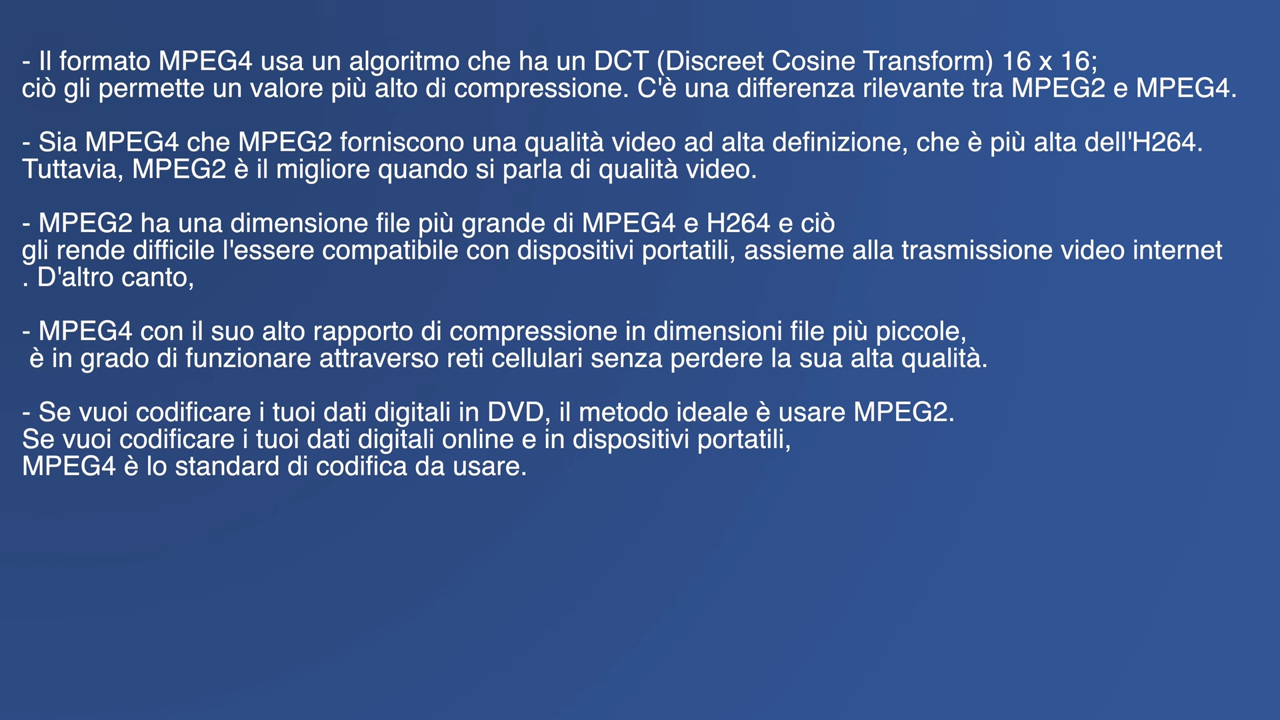 - Il formato MPEG4 usa un algoritmo che ha un DCT (Discreet Cosine Transform) 16 x 16;
ciò gli permette un valore più alto di compressione. C'è una differenza rilevante tra MPEG2 e MPEG4.
- Sia MPEG4 che MPEG2 forniscono una qualità video ad alta definizione, che è più alta dell'H264.
Tuttavia, MPEG2 è il migliore quando si parla di qualità video.
- MPEG2 ha una dimensione file più grande di MPEG4 e H264 e ciò
gli rende difficile l'essere compatibile con dispositivi portatili, assieme alla trasmissione video internet
. D'altro canto,
- MPEG4 con il suo alto rapporto di compressione in dimensioni file più piccole,
è in grado di funzionare attraverso reti cellulari senza perdere la sua alta qualità.
- Se vuoi codificare i tuoi dati digitali in DVD, il metodo ideale è usare MPEG2.
Se vuoi codificare i tuoi dati digitali online e in dispositivi portatili,
MPEG4 è lo standard di codifica da usare.